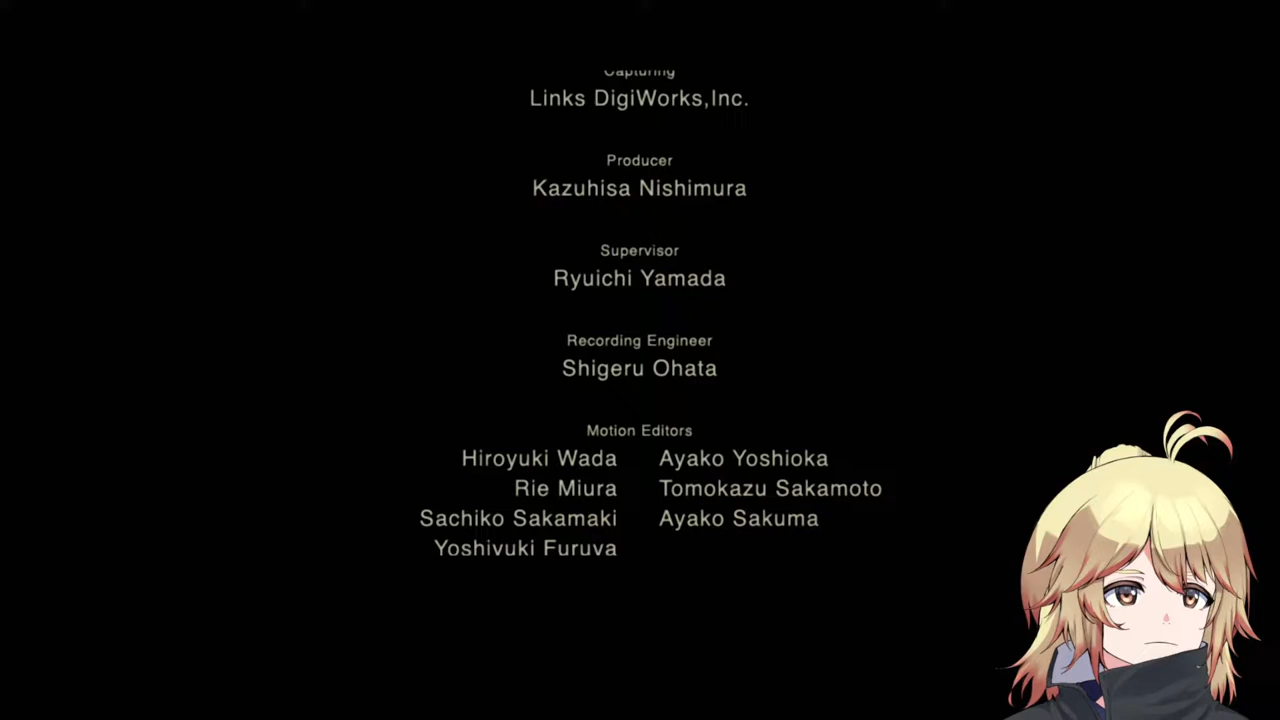 Capturing
Links DigiWorks,Inc.
Producer
Kazuhisa Nishimura
Supervisor
Ryuichi Yamada
Recording Engineer
Shigeru Ohata
Motion Editors
Hiroyuki Wada Ayako Yoshioka
Rie Miura Tomokazu Sakamoto
Sachiko Sakamaki Ayako Sakuma
Yoshiyuki Furuya